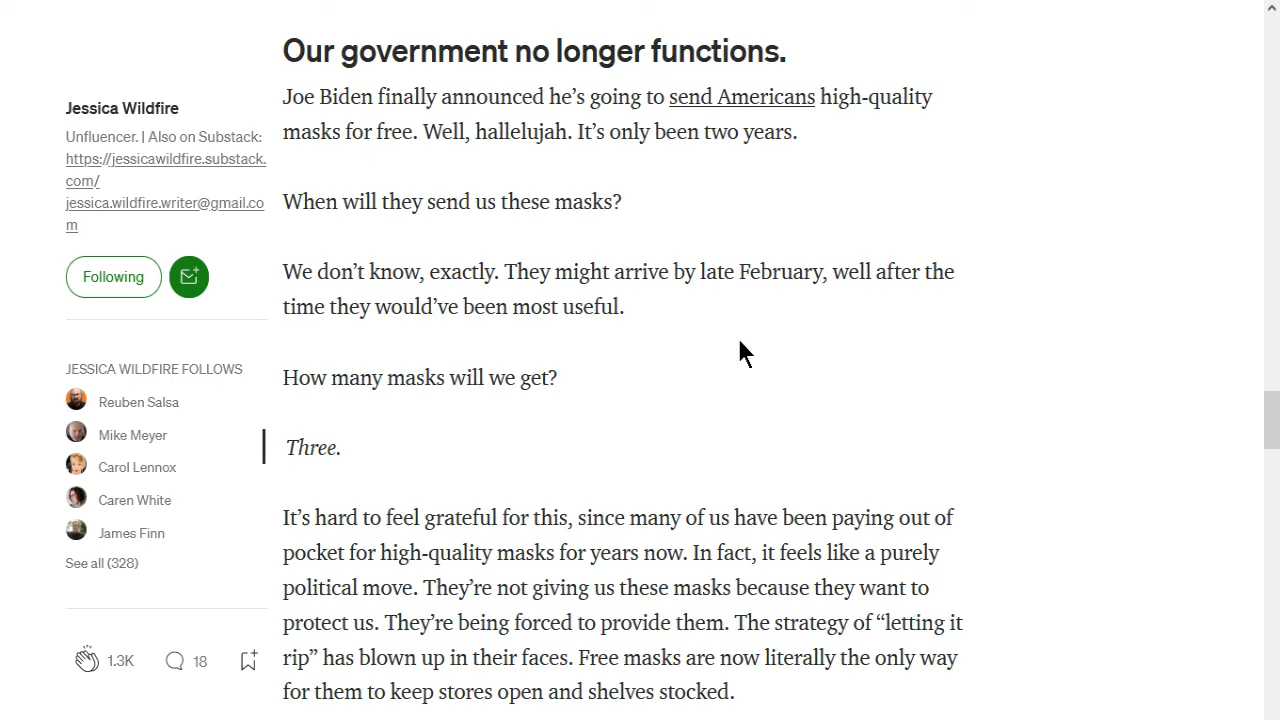 Our government no longer functions.
Joe Biden finally announced he’s going to send Americans high-quality
masks for free. Well, hallelujah. It’s only been two years.
When will they send us these masks?
We don’t know, exactly. They might arrive by late February, well after the
time they would’ve been most useful.
How many masks will we get?
Three.
It’s hard to feel grateful for this, since many of us have been paying out of
pocket for high-quality masks for years now. In fact, it feels like a purely
political move. They’re not giving us these masks because they want to
protect us. They’re being forced to provide them. The strategy of “letting it
rip” has blown up in their faces. Free masks are now literally the only way
for them to keep stores open and shelves stocked.
Jessica Wildfire
Unfluencer. | Also on Substack:
https://jessicawildfire.substack.
com/
jessica.wildfire.writer@gmail.co
m
Following
JESSICA WILDFIRE FOLLOWS
Reuben Salsa
Mike Meyer
Carol Lennox
Caren White
James Finn
See all (328)
1.3K
18